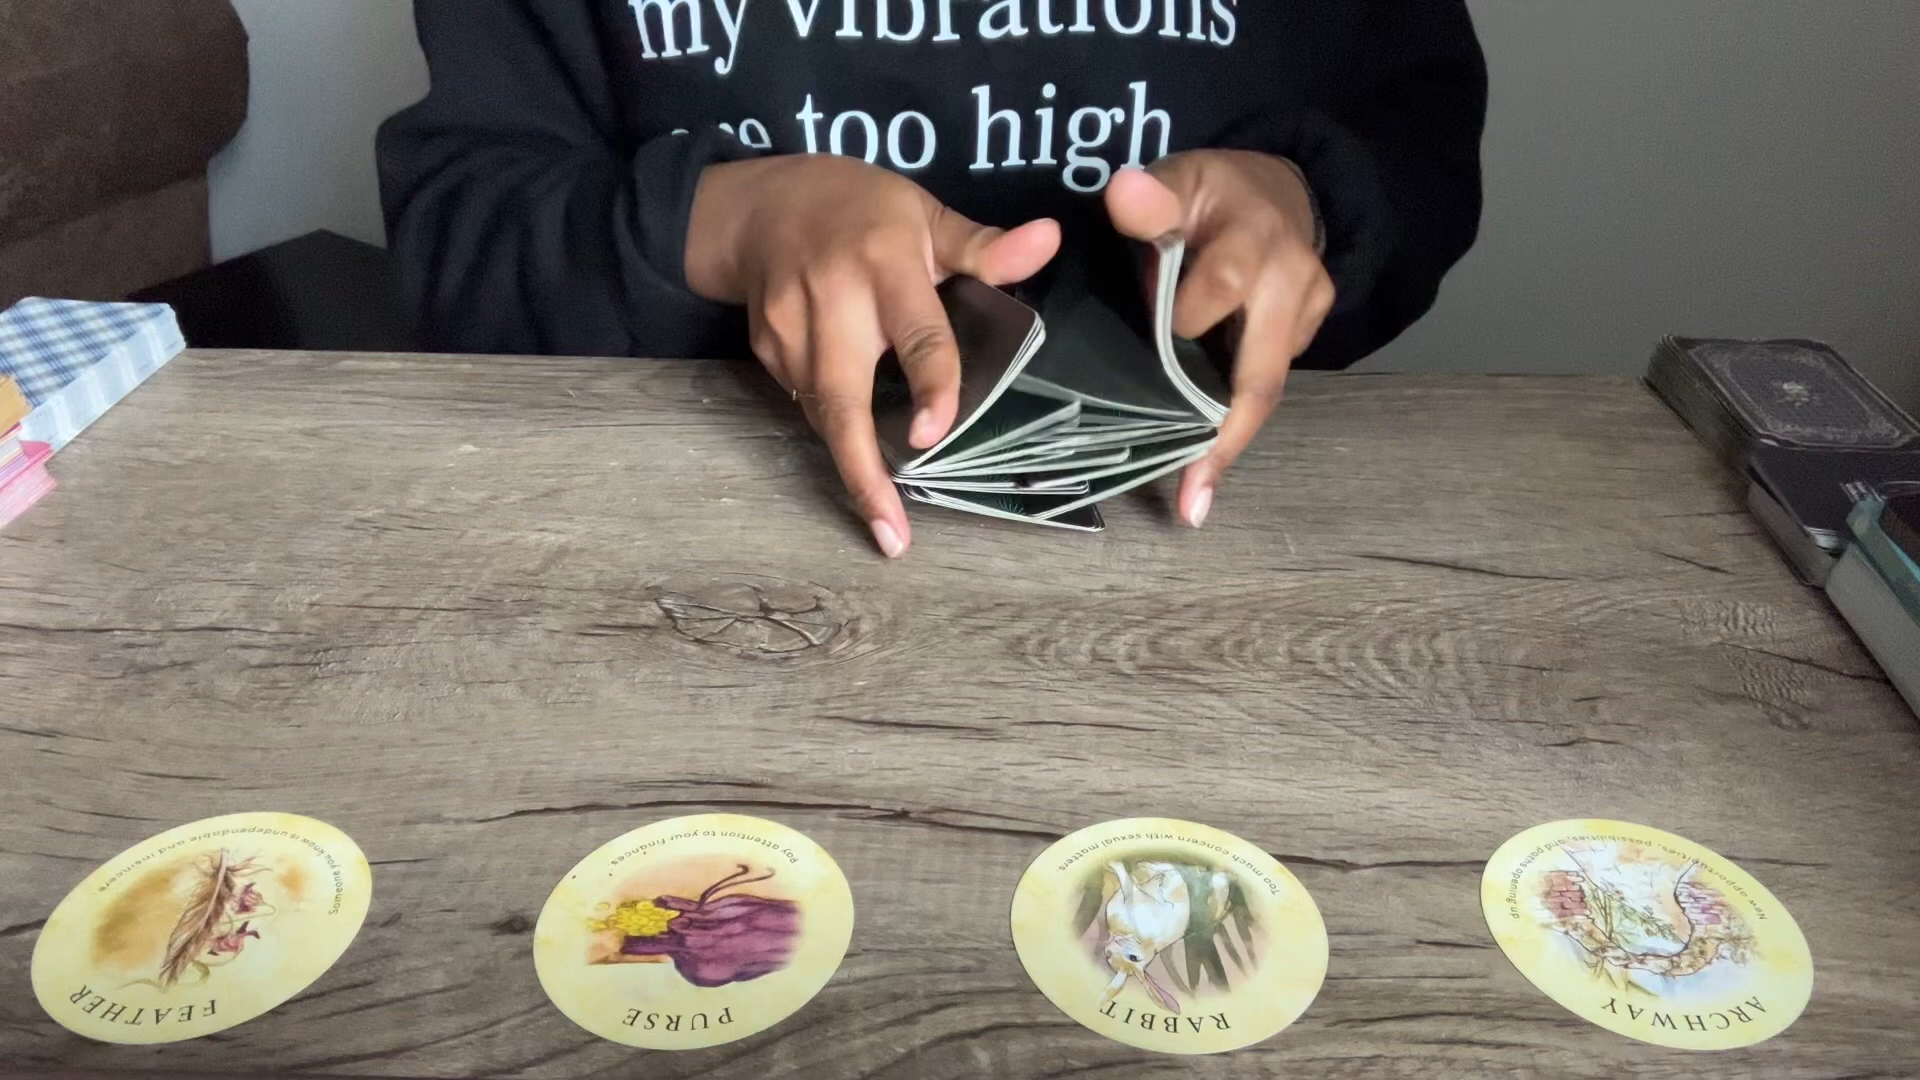 my vibrations
are too high
Someone you know is undependable and insincere
FEATHER
Pay attention to your finances.
PURSE
Too much concern with sexual matters.
RABBIT
New opportunities, possibilities, and paths opening up
ARCHWAY